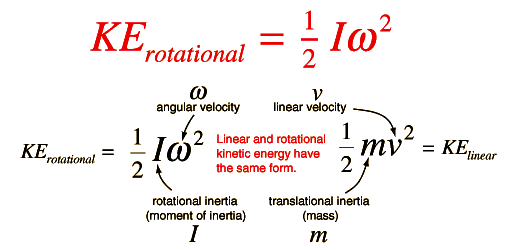 KE_rotational = 1/2 Iω²
ω v
angular velocity linear velocity
KE_rotational = 1/2 Iω² Linear and rotational kinetic energy have the same form. 1/2 mv² = KE_linear
rotational inertia translational inertia
(moment of inertia) (mass)
I m